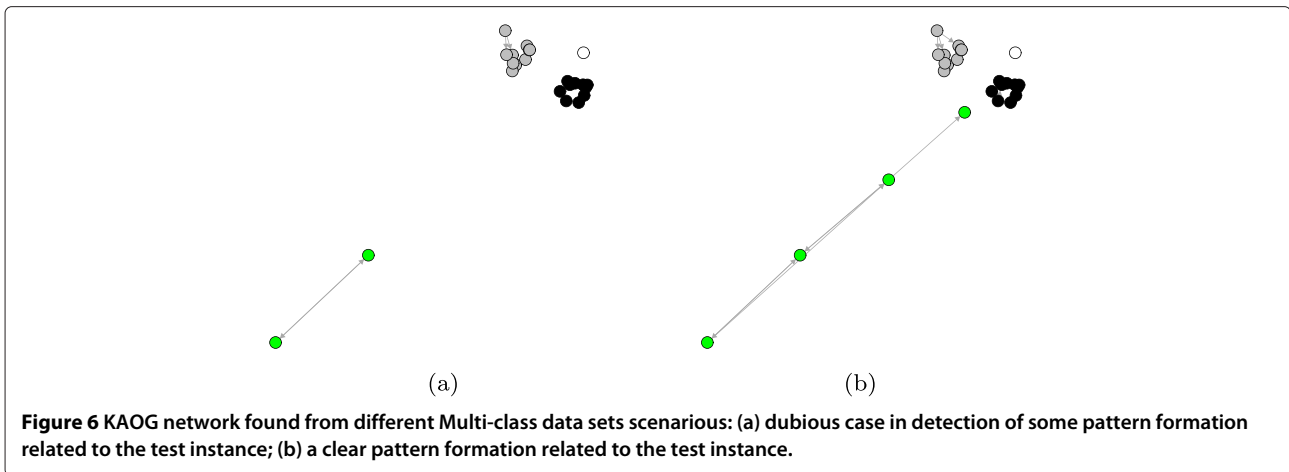 (a)
(b)
Figure 6 KAOG network found from different Multi-class data sets scenarious: (a) dubious case in detection of some pattern formation
related to the test instance; (b) a clear pattern formation related to the test instance.